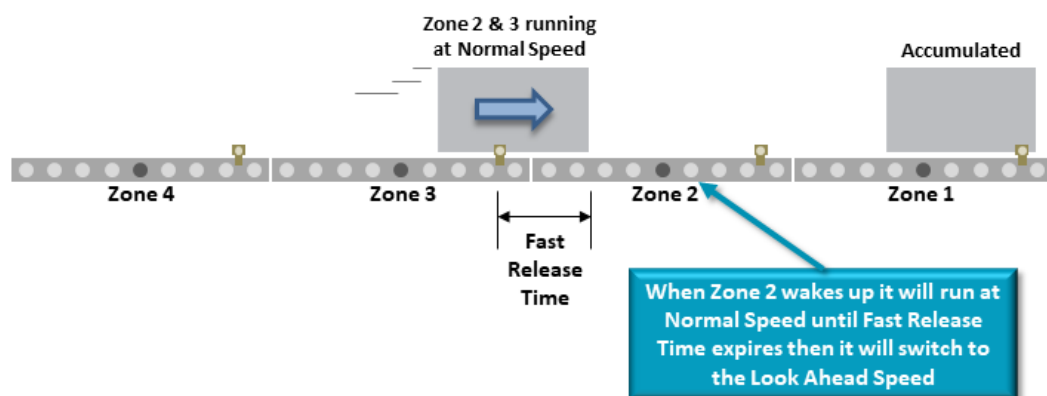 Zone 2 & 3 running
at Normal Speed
Accumulated
Zone 4
Zone 3
Zone 2
Zone 1
Fast
Release
Time
When Zone 2 wakes up it will run at
Normal Speed until Fast Release
Time expires then it will switch to
the Look Ahead Speed